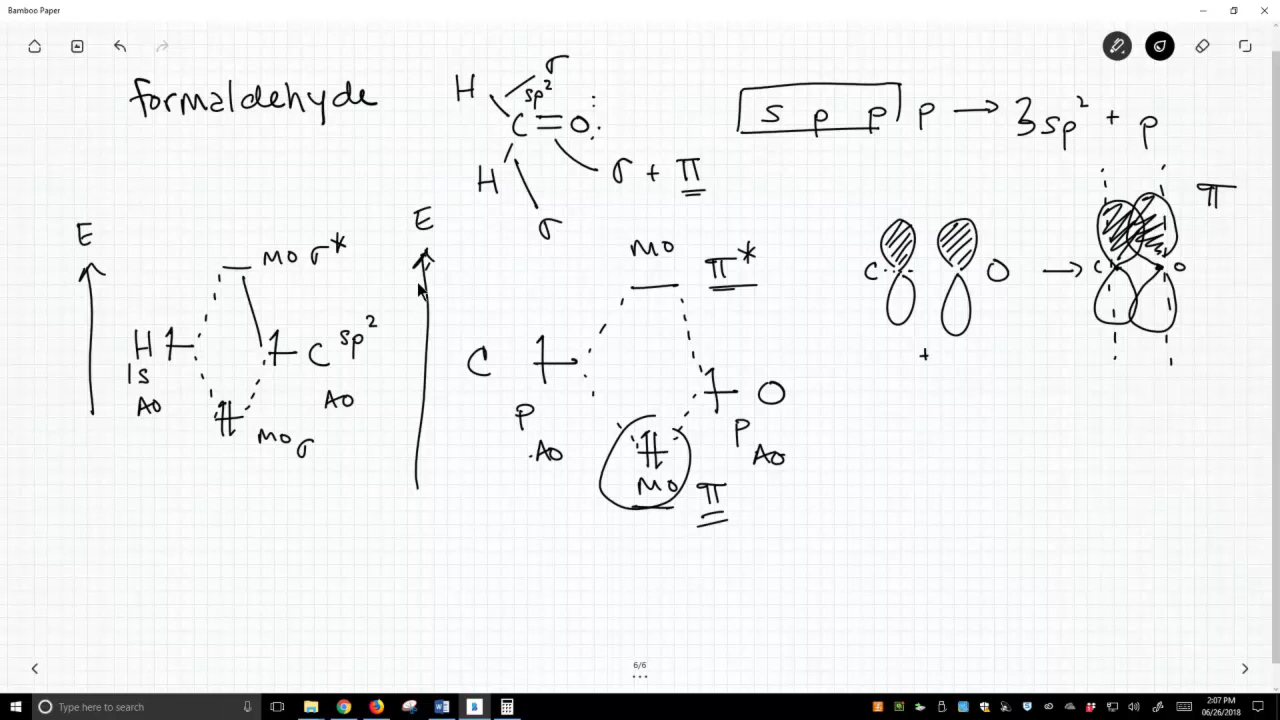 Bamboo Paper
formaldehyde
H σ
sp²
C = O :
H σ + π
σ
s p p p → 3sp² + p
π
E
MO σ*
H C sp²
1s
AO AO
MO σ
E
MO π*
C O
P P
AO AO
MO π
C O → C O
+
6/6
Type here to search
2:07 PM
06/26/2018